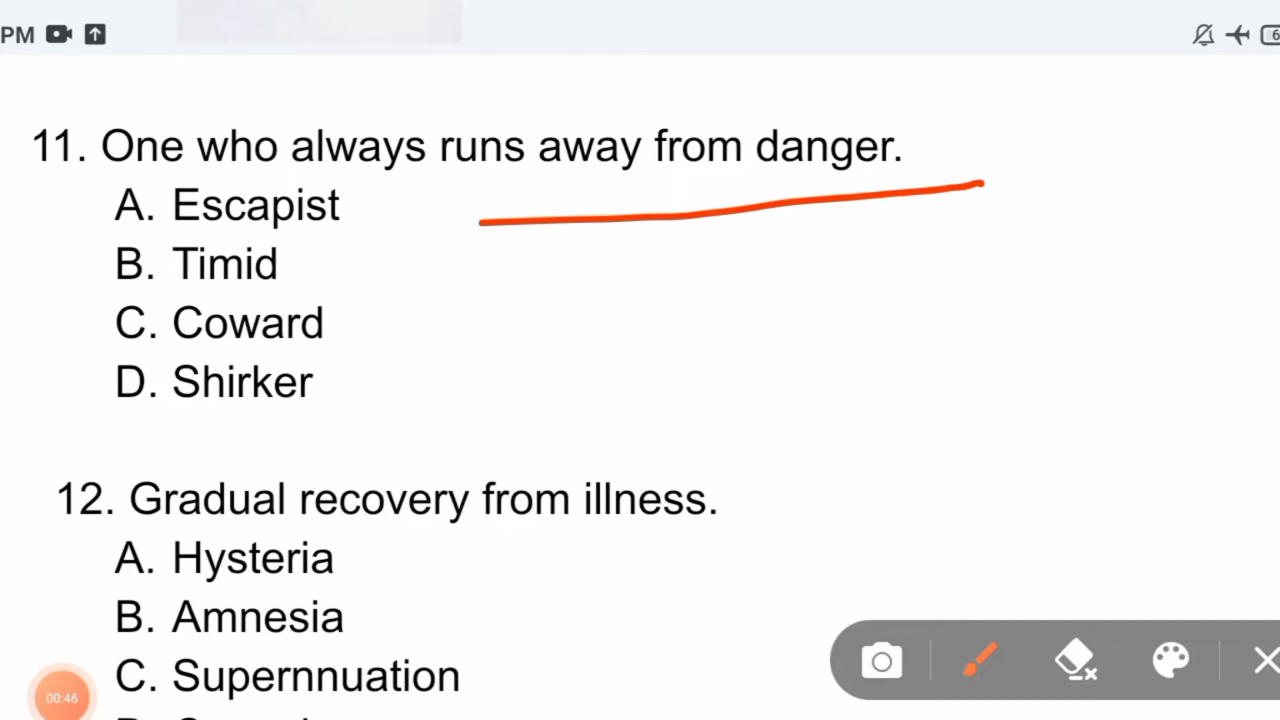 PM
6
11. One who always runs away from danger.
A. Escapist
B. Timid
C. Coward
D. Shirker
12. Gradual recovery from illness.
A. Hysteria
B. Amnesia
C. Supernnuation
00:46